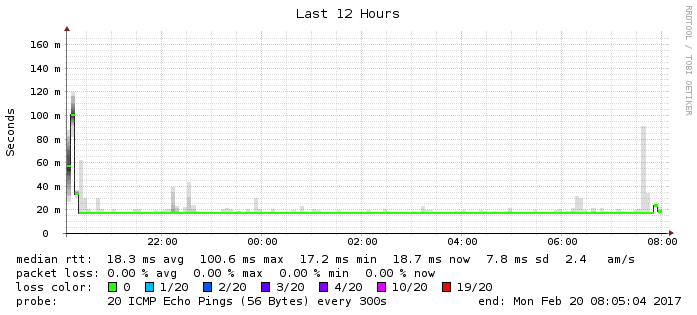 Last 12 Hours
RRDTOOL / TOBI OETIKER
Seconds
160 m
140 m
120 m
100 m
80 m
60 m
40 m
20 m
0
22:00 00:00 02:00 04:00 06:00 08:00
median rtt: 18.3 ms avg 100.6 ms max 17.2 ms min 18.7 ms now 7.8 ms sd 2.4 am/s
packet loss: 0.00 % avg 0.00 % max 0.00 % min 0.00 % now
loss color: 0 1/20 2/20 3/20 4/20 10/20 19/20
probe: 20 ICMP Echo Pings (56 Bytes) every 300s end: Mon Feb 20 08:05:04 2017